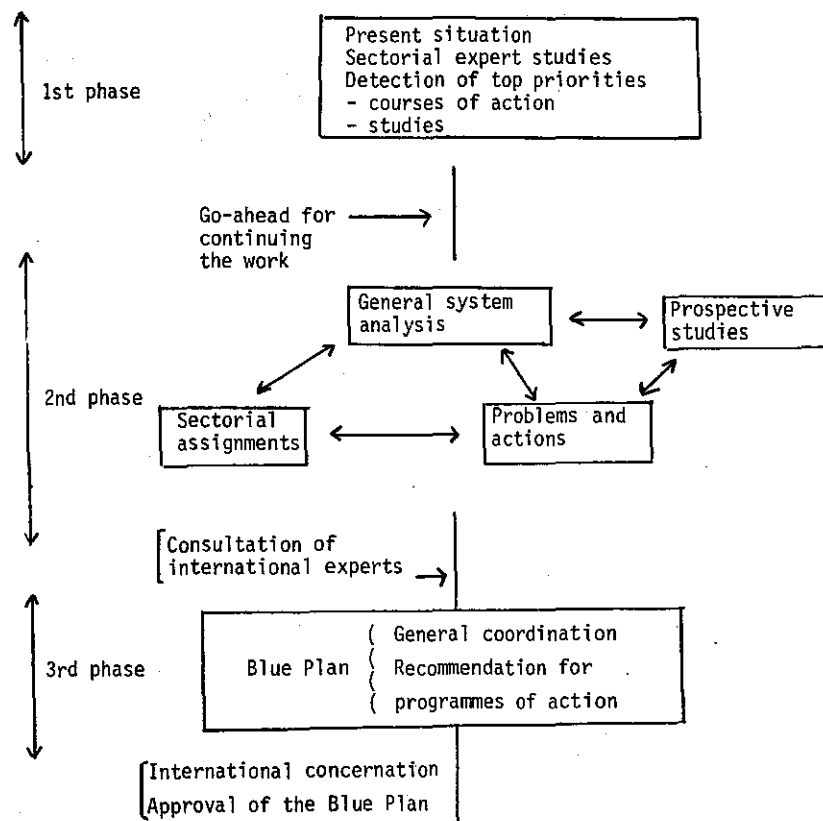 Present situation
Sectorial expert studies
Detection of top priorities
- courses of action
- studies
1st phase
Go-ahead for
continuing
the work
General system
analysis
Prospective
studies
2nd phase
Sectorial
assignments
Problems and
actions
Consultation of
international experts
3rd phase
Blue Plan
( General coordination
( Recommendation for
( programmes of action
International concernation
Approval of the Blue Plan